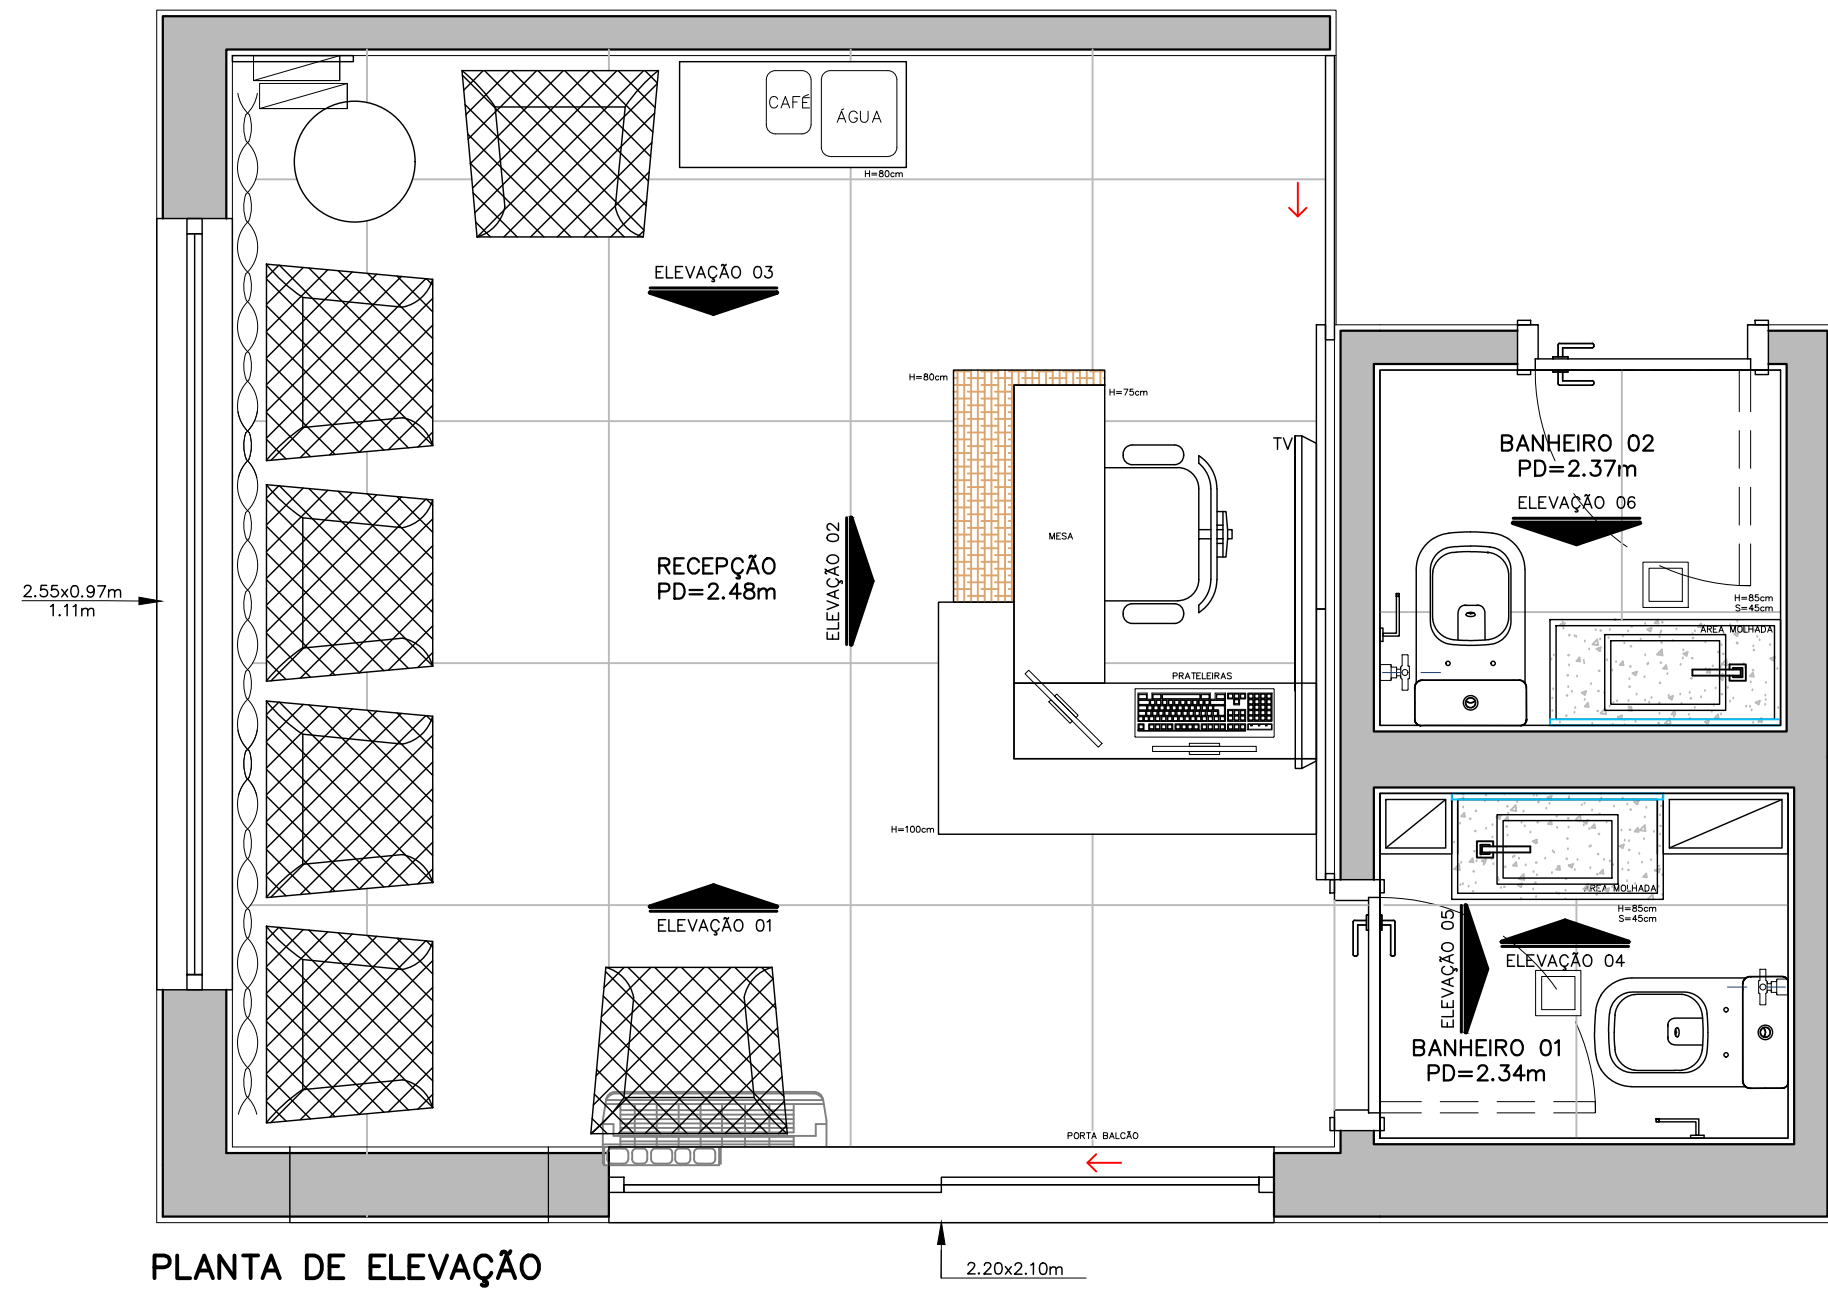 CAFÉ
ÁGUA
H=80cm
ELEVAÇÃO 03
H=80cm
H=75cm
TV
BANHEIRO 02
PD=2.37m
ELEVAÇÃO 06
MESA
ELEVAÇÃO 02
RECEPÇÃO
PD=2.48m
2.55x0.97m
1.11m
H=85cm
S=45cm
AREA MOLHADA
PRATELEIRAS
H=100cm
AREA MOLHADA
H=85cm
S=45cm
ELEVAÇÃO 01
ELEVAÇÃO 05
ELEVAÇÃO 04
BANHEIRO 01
PD=2.34m
PORTA BALCÃO
PLANTA DE ELEVAÇÃO
2.20x2.10m